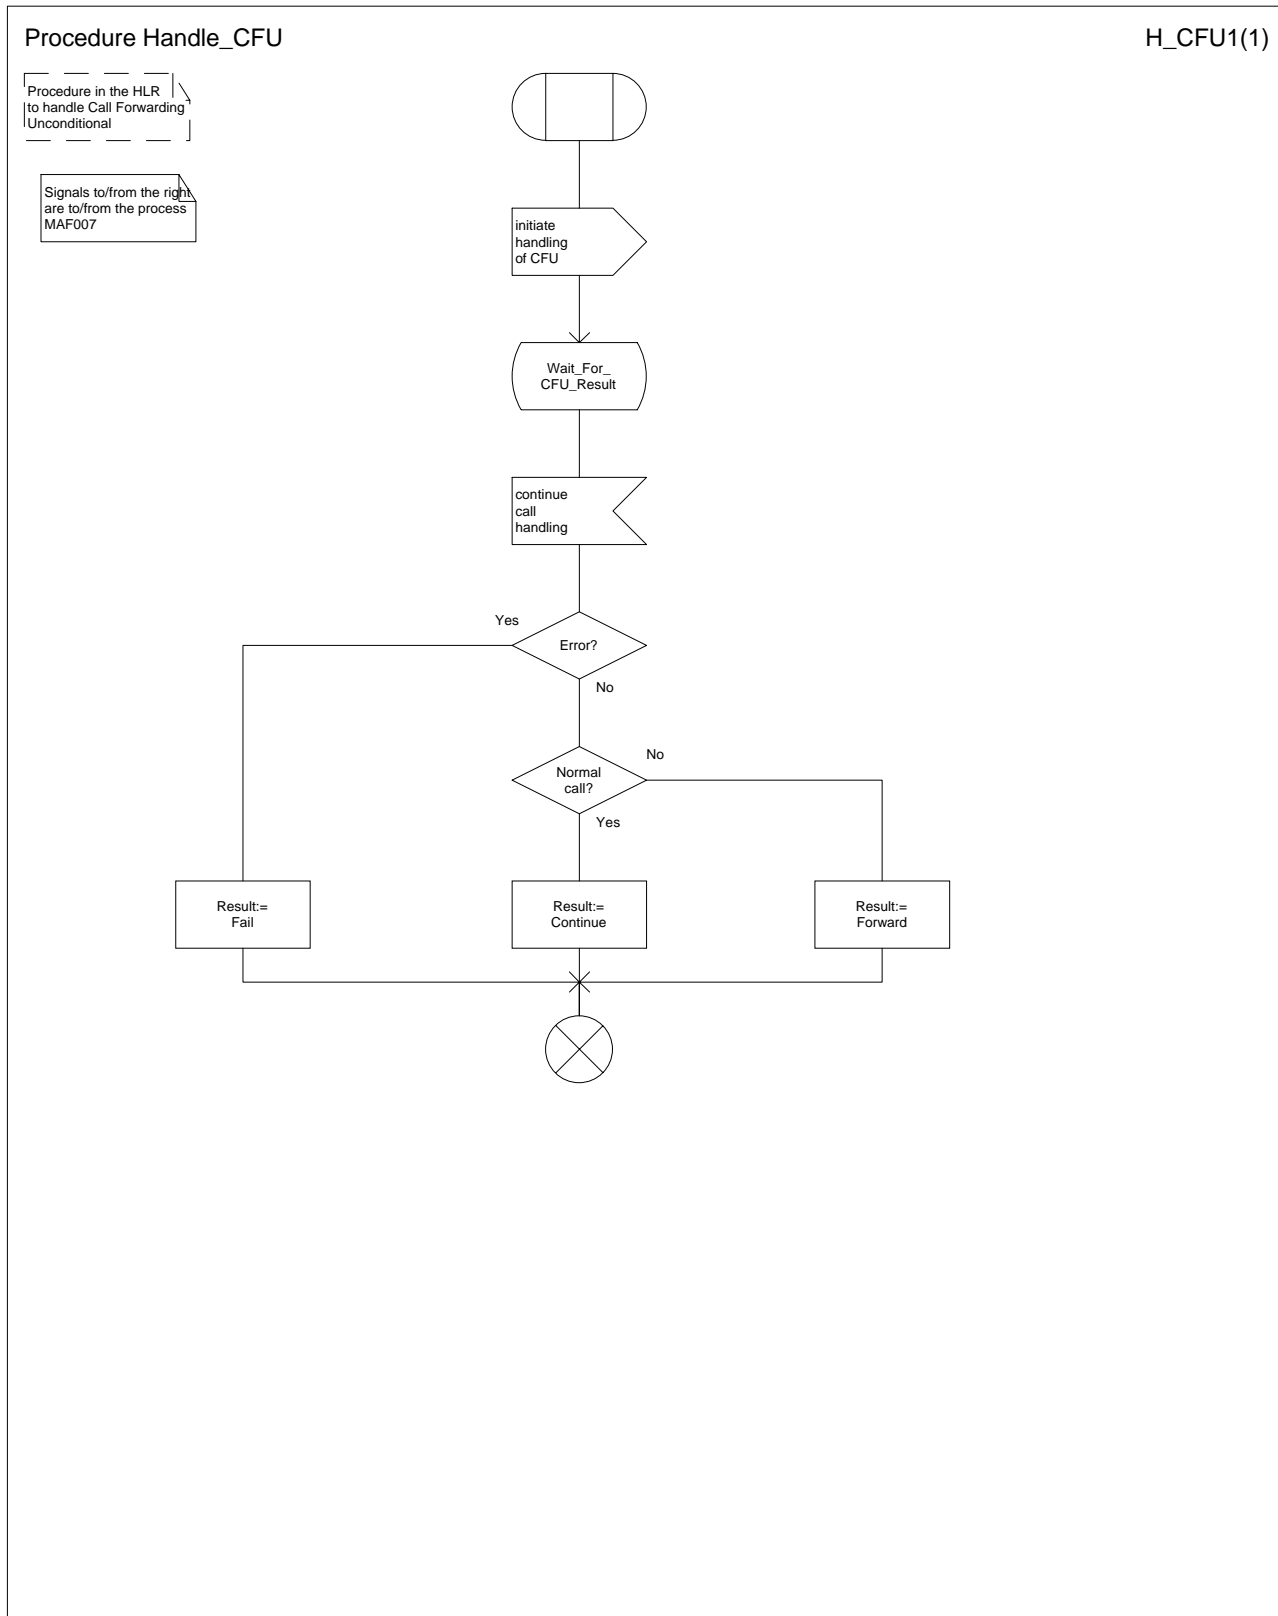 Procedure Handle_CFU
H_CFU1(1)
Procedure in the HLR
to handle Call Forwarding
Unconditional
Signals to/from the right
are to/from the process
MAF007
initiate
handling
of CFU
Wait_For_
CFU_Result
continue
call
handling
Yes
Error?
No
No
Normal
call?
Yes
Result:=
Fail
Result:=
Continue
Result:=
Forward